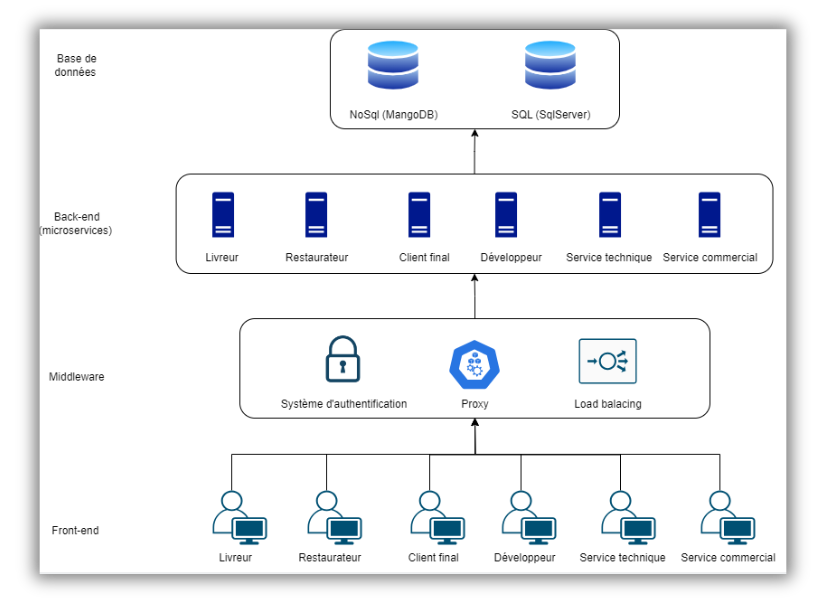 Base de
données
NoSql (MangoDB)
SQL (SqlServer)
Back-end
(microservices)
Livreur
Restaurateur
Client final
Développeur
Service technique
Service commercial
Middleware
Système d'authentification
Proxy
Load balacing
Front-end
Livreur
Restaurateur
Client final
Développeur
Service technique
Service commercial